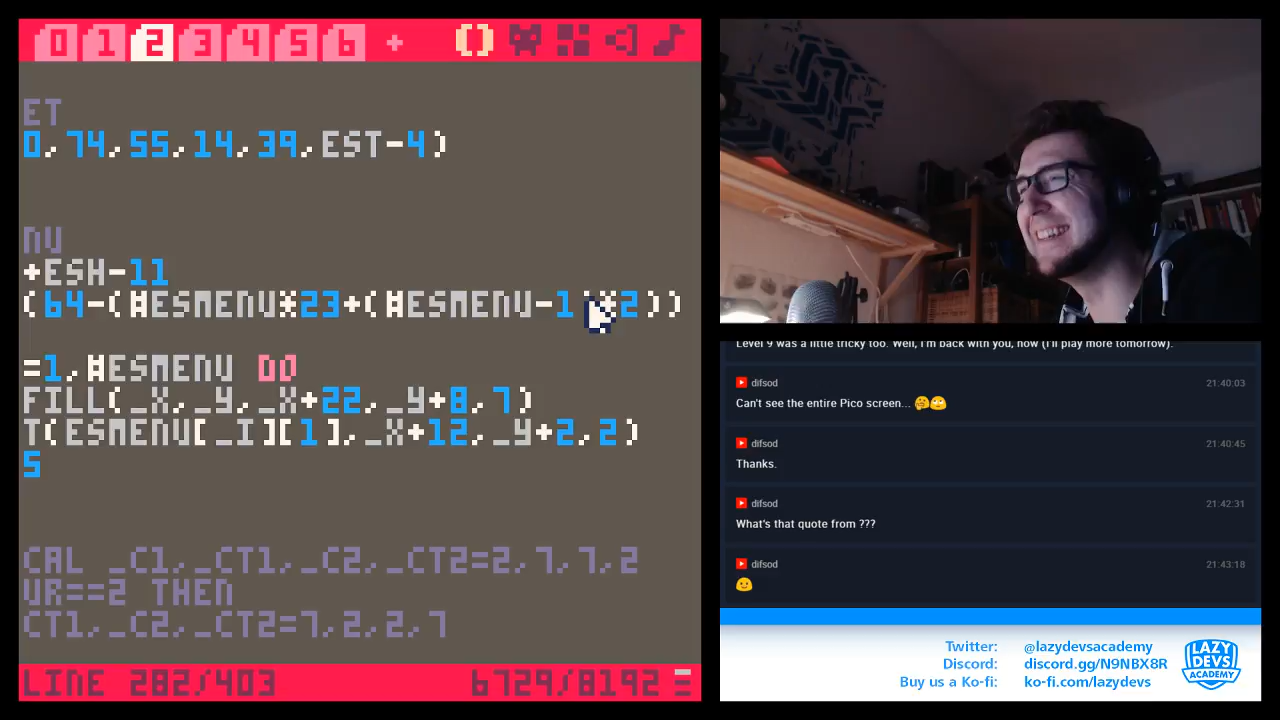 0 1 2 3 4 5 6 +
ET
0,74,55,14,39,EST-4)
NU
+ESH-11
(64-(#ESMENU*23+(#ESMENU-1)*2))
=1,#ESMENU DO
FILL(_X,_Y,_X+22,_Y+8,7)
T(ESMENU[_I][1],_X+12,_Y+2,2)
5
CAL _C1,_CT1,_C2,_CT2=2,7,7,2
UR==2 THEN
CT1,_C2,_CT2=7,2,2,7
LINE 282/403 6729/8192
Level 9 was a little tricky too. Well, I'm back with you, now (I'll play more tomorrow).
difsod 21:40:03
Can't see the entire Pico screen... 🤔🙄
difsod 21:40:45
Thanks.
difsod 21:42:31
What's that quote from ???
difsod 21:43:18
🙂
Twitter: @lazydevsacademy
Discord: discord.gg/N9NBX8R
Buy us a Ko-fi: ko-fi.com/lazydevs
LAZY
DEVS
ACADEMY